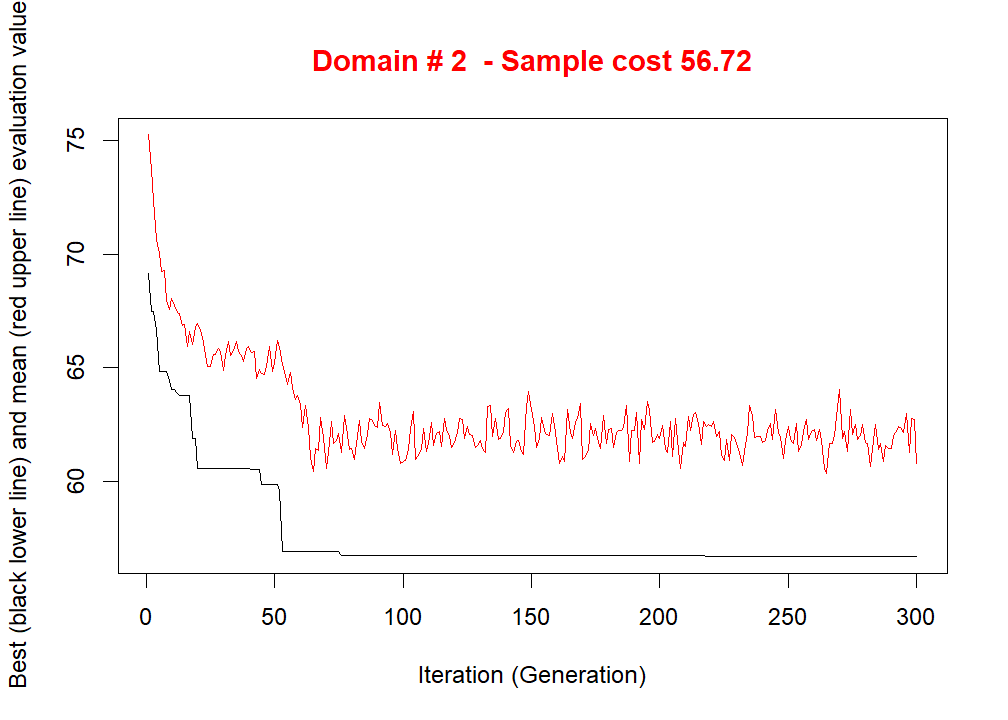 Domain # 2  - Sample cost 56.72
Best (black lower line) and mean (red upper line) evaluation value
75
70
65
60
0 50 100 150 200 250 300
Iteration (Generation)